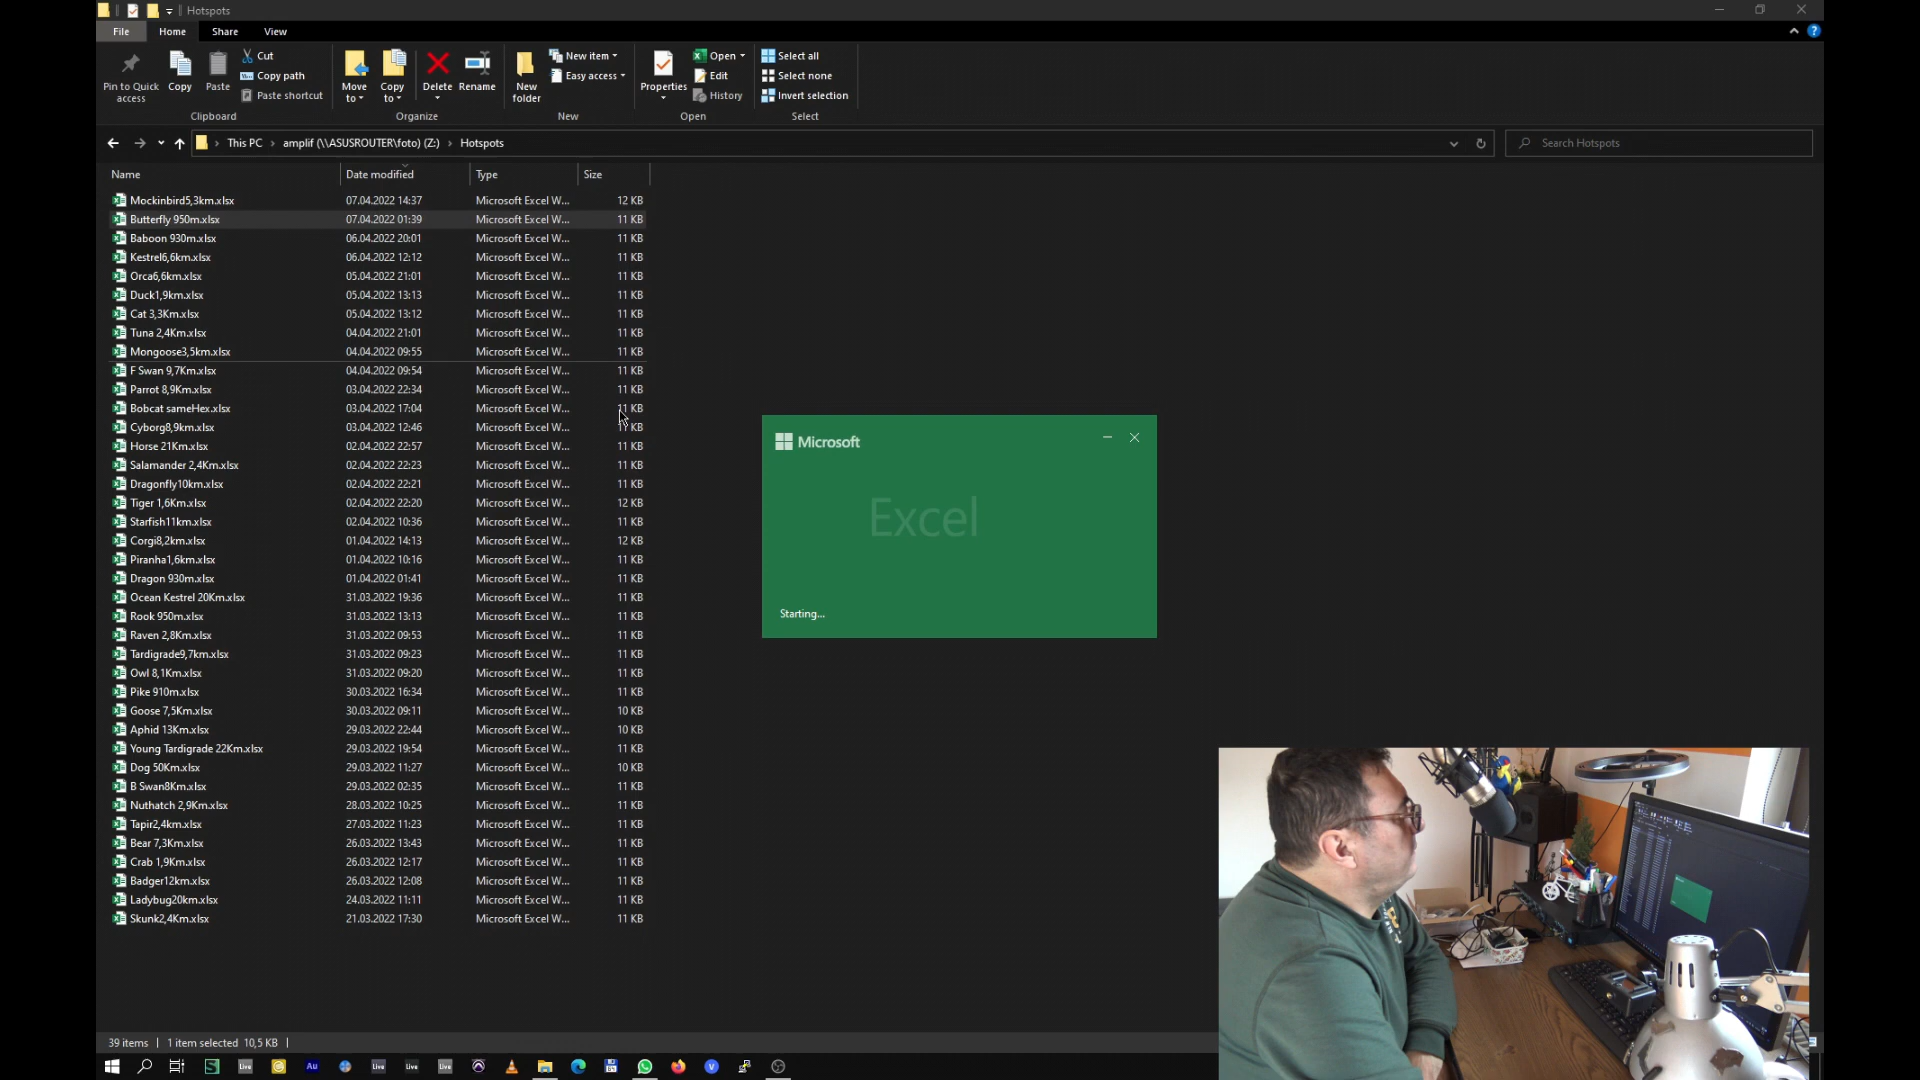 Hotspots
File Home Share View
Pin to Quick access
Copy
Paste
Cut
Copy path
Paste shortcut
Clipboard
Move to
Copy to
Delete
Rename
Organize
New folder
New item
Easy access
New
Properties
Open
Edit
History
Open
Select all
Select none
Invert selection
Select
This PC > amplif (\\ASUSROUTER\foto) (Z:) > Hotspots
Search Hotspots
Name Date modified Type Size
Mockinbird5,3km.xlsx 07.04.2022 14:37 Microsoft Excel W... 12 KB
Butterfly 950m.xlsx 07.04.2022 01:39 Microsoft Excel W... 11 KB
Baboon 930m.xlsx 06.04.2022 20:01 Microsoft Excel W... 11 KB
Kestrel6,6km.xlsx 06.04.2022 12:12 Microsoft Excel W... 11 KB
Orca6,6km.xlsx 05.04.2022 21:01 Microsoft Excel W... 11 KB
Duck1,9km.xlsx 05.04.2022 13:13 Microsoft Excel W... 11 KB
Cat 3,3Km.xlsx 05.04.2022 13:12 Microsoft Excel W... 11 KB
Tuna 2,4Km.xlsx 04.04.2022 21:01 Microsoft Excel W... 11 KB
Mongoose3,5km.xlsx 04.04.2022 09:55 Microsoft Excel W... 11 KB
F Swan 9,7Km.xlsx 04.04.2022 09:54 Microsoft Excel W... 11 KB
Parrot 8,9Km.xlsx 03.04.2022 22:34 Microsoft Excel W... 11 KB
Bobcat sameHex.xlsx 03.04.2022 17:04 Microsoft Excel W... 11 KB
Cyborg8,9km.xlsx 03.04.2022 12:46 Microsoft Excel W... 11 KB
Horse 21Km.xlsx 02.04.2022 22:57 Microsoft Excel W... 11 KB
Salamander 2,4Km.xlsx 02.04.2022 22:23 Microsoft Excel W... 11 KB
Dragonfly10km.xlsx 02.04.2022 22:21 Microsoft Excel W... 11 KB
Tiger 1,6Km.xlsx 02.04.2022 22:20 Microsoft Excel W... 12 KB
Starfish11km.xlsx 02.04.2022 10:36 Microsoft Excel W... 11 KB
Corgi8,2km.xlsx 01.04.2022 14:13 Microsoft Excel W... 12 KB
Piranha1,6km.xlsx 01.04.2022 10:16 Microsoft Excel W... 11 KB
Dragon 930m.xlsx 01.04.2022 01:41 Microsoft Excel W... 11 KB
Ocean Kestrel 20Km.xlsx 31.03.2022 19:36 Microsoft Excel W... 11 KB
Rook 950m.xlsx 31.03.2022 13:13 Microsoft Excel W... 11 KB
Raven 2,8Km.xlsx 31.03.2022 09:53 Microsoft Excel W... 11 KB
Tardigrade9,7km.xlsx 31.03.2022 09:23 Microsoft Excel W... 11 KB
Owl 8,1Km.xlsx 31.03.2022 09:20 Microsoft Excel W... 11 KB
Pike 910m.xlsx 30.03.2022 16:34 Microsoft Excel W... 11 KB
Goose 7,5Km.xlsx 30.03.2022 09:11 Microsoft Excel W... 10 KB
Aphid 13Km.xlsx 29.03.2022 22:44 Microsoft Excel W... 10 KB
Young Tardigrade 22Km.xlsx 29.03.2022 19:54 Microsoft Excel W... 11 KB
Dog 50Km.xlsx 29.03.2022 11:27 Microsoft Excel W... 10 KB
B Swan8Km.xlsx 29.03.2022 02:35 Microsoft Excel W... 11 KB
Nuthatch 2,9Km.xlsx 28.03.2022 10:25 Microsoft Excel W... 11 KB
Tapir2,4km.xlsx 27.03.2022 11:23 Microsoft Excel W... 11 KB
Bear 7,3Km.xlsx 26.03.2022 13:43 Microsoft Excel W... 11 KB
Crab 1,9Km.xlsx 26.03.2022 12:17 Microsoft Excel W... 11 KB
Badger12km.xlsx 26.03.2022 12:08 Microsoft Excel W... 11 KB
Ladybug20km.xlsx 24.03.2022 11:11 Microsoft Excel W... 11 KB
Skunk2,4Km.xlsx 21.03.2022 17:30 Microsoft Excel W... 11 KB
Microsoft
Excel
Starting...
39 items 1 item selected 10,5 KB
S Live Au Live Live Live V